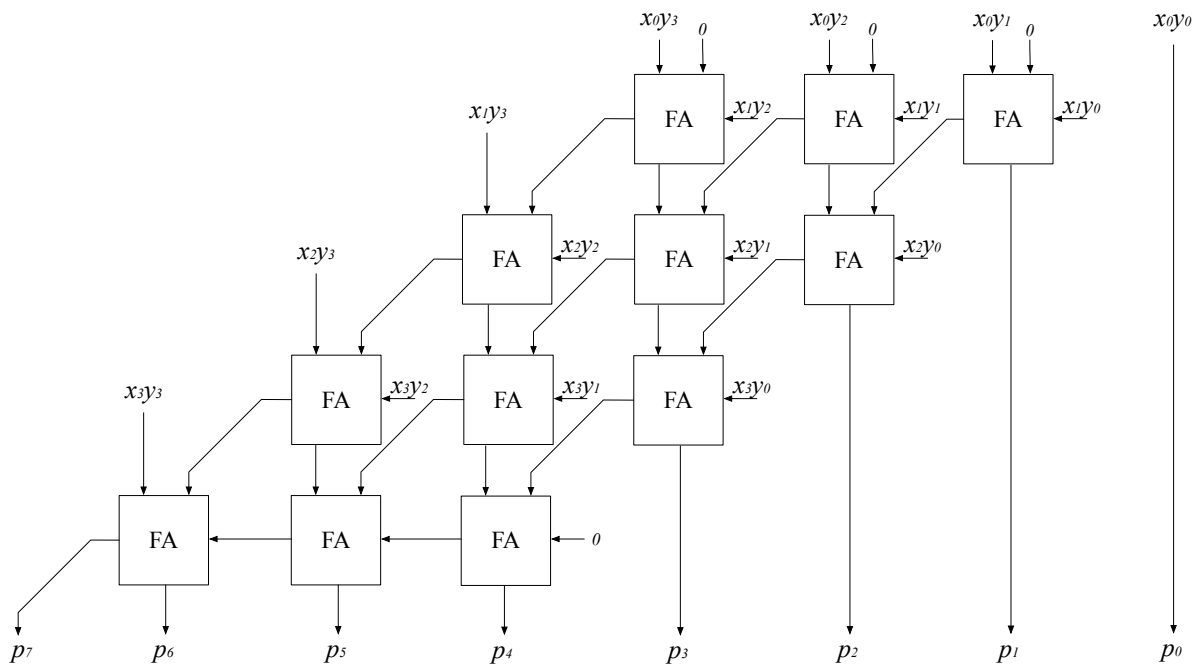 x₀y₃ 0 x₀y₂ 0 x₀y₁ 0 x₀y₀
FA x₁y₂ FA x₁y₁ FA x₁y₀
x₁y₃
FA x₂y₂ FA x₂y₁ FA x₂y₀
x₂y₃
FA x₃y₂ FA x₃y₁ FA x₃y₀
x₃y₃
FA FA FA 0
p₇ p₆ p₅ p₄ p₃ p₂ p₁ p₀